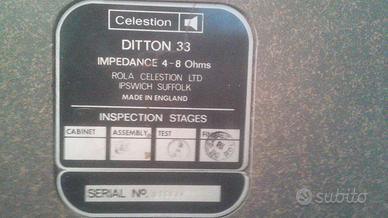 Celestion
DITTON 33
IMPEDANCE 4-8 Ohms
ROLA CELESTION LTD
IPSWICH SUFFOLK
MADE IN ENGLAND
INSPECTION STAGES
CABINET ASSEMBLY TEST
SERIAL No.
subito